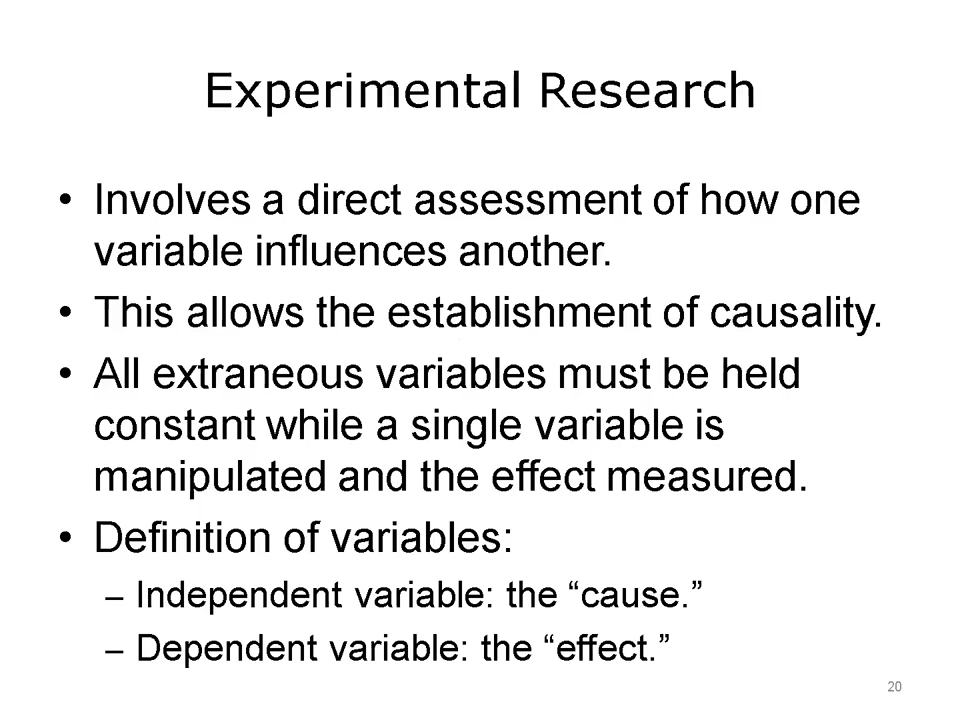 Experimental Research
• Involves a direct assessment of how one
variable influences another.
• This allows the establishment of causality.
• All extraneous variables must be held
constant while a single variable is
manipulated and the effect measured.
• Definition of variables:
– Independent variable: the “cause.”
– Dependent variable: the “effect.”
20